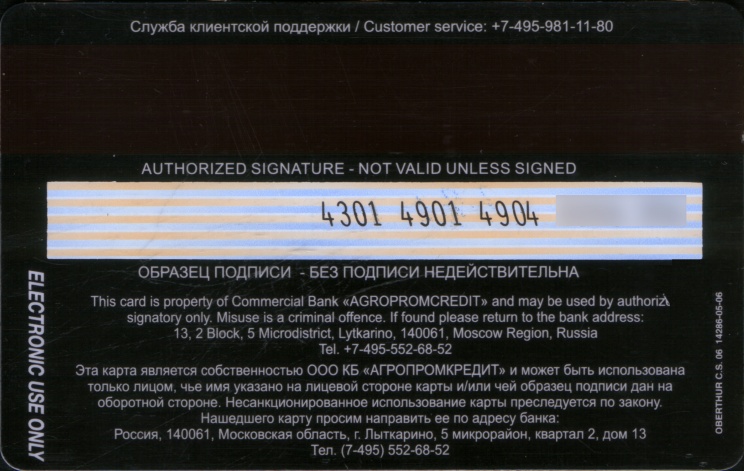 Служба клиентской поддержки / Customer service: +7-495-981-11-80
AUTHORIZED SIGNATURE - NOT VALID UNLESS SIGNED
4301 4901 4904
ОБРАЗЕЦ ПОДПИСИ - БЕЗ ПОДПИСИ НЕДЕЙСТВИТЕЛЬНА
This card is property of Commercial Bank «AGROPROMCREDIT» and may be used by authoriz
signatory only. Misuse is a criminal offence. If found please return to the bank address:
13, 2 Block, 5 Microdistrict, Lytkarino, 140061, Moscow Region, Russia
Tel. +7-495-552-68-52
Эта карта является собственностью ООО КБ «АГРОПРОМКРЕДИТ» и может быть использована
только лицом, чье имя указано на лицевой стороне карты и/или чей образец подписи дан на
оборотной стороне. Несанкционированное использование карты преследуется по закону.
Нашедшего карту просим направить ее по адресу банка:
Россия, 140061, Московская область, г. Лыткарино, 5 микрорайон, квартал 2, дом 13
Тел. (7-495) 552-68-52
ELECTRONIC USE ONLY
OBERTHUR C.S. 06 14286-05-06